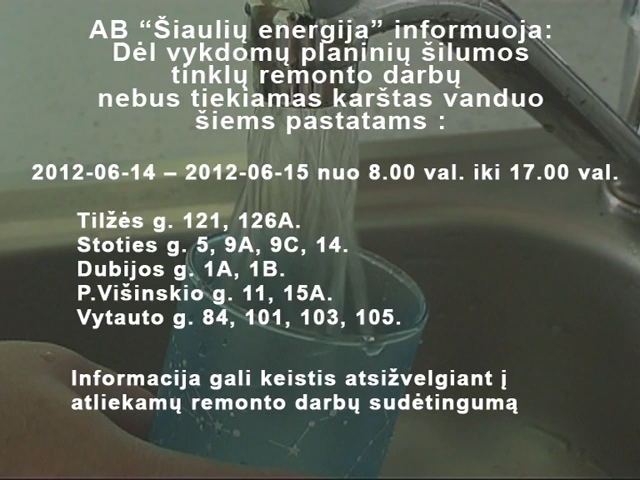 AB “Šiaulių energija” informuoja:
Dėl vykdomų planinių šilumos
tinklų remonto darbų
nebus tiekiamas karštas vanduo
šiems pastatams :
2012-06-14 – 2012-06-15 nuo 8.00 val. iki 17.00 val.
Tilžės g. 121, 126A.
Stoties g. 5, 9A, 9C, 14.
Dubijos g. 1A, 1B.
P.Višinskio g. 11, 15A.
Vytauto g. 84, 101, 103, 105.
Informacija gali keistis atsižvelgiant į
atliekamų remonto darbų sudėtingumą